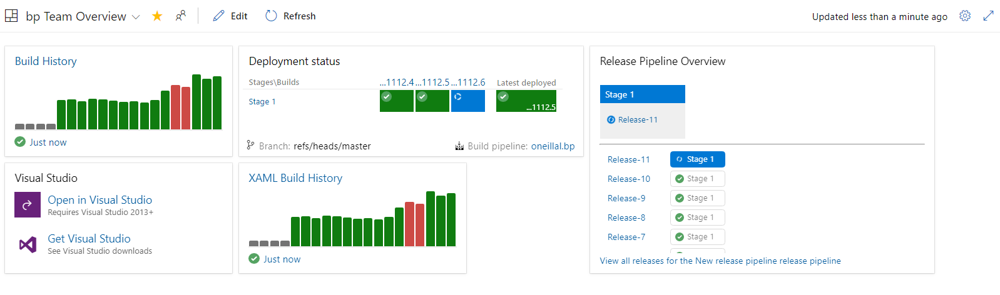 bp Team Overview
Edit
Refresh
Updated less than a minute ago
Build History
Just now
Deployment status
Stages\Builds
...1112.4 ...1112.5 ...1112.6
Latest deployed
Stage 1
...1112.5
Branch: refs/heads/master
Build pipeline: oneillal.bp
Release Pipeline Overview
Stage 1
Release-11
Release-11 Stage 1
Release-10 Stage 1
Release-9 Stage 1
Release-8 Stage 1
Release-7 Stage 1
View all releases for the New release pipeline release pipeline
Visual Studio
Open in Visual Studio
Requires Visual Studio 2013+
Get Visual Studio
See Visual Studio downloads
XAML Build History
Just now